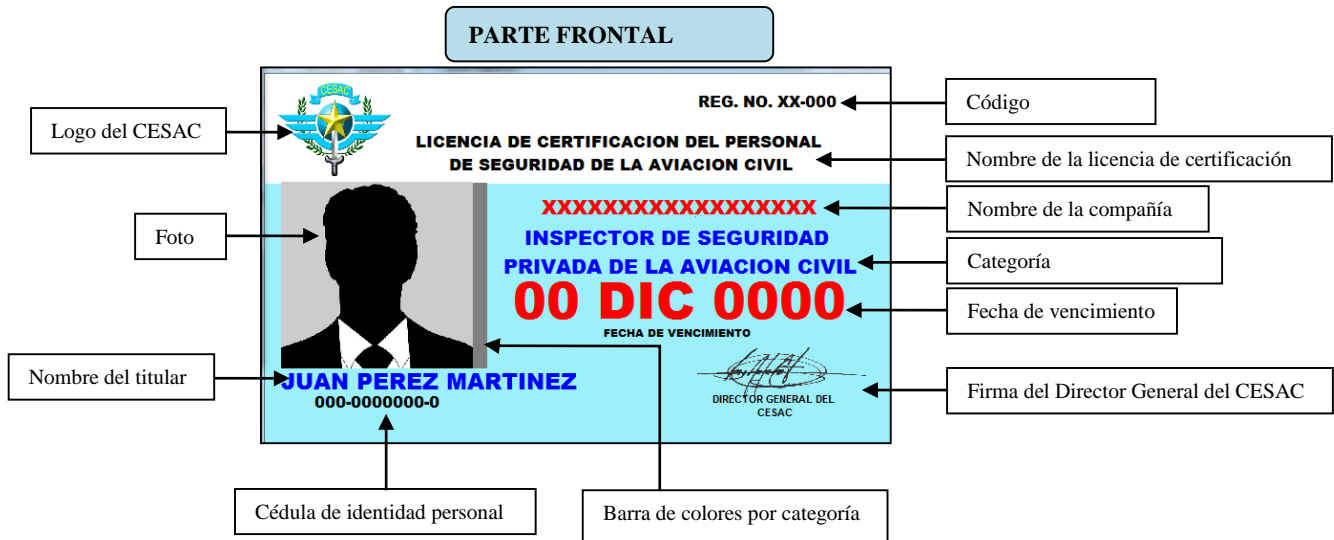 PARTE FRONTAL
CESAC
REG. NO. XX-000
Código
Logo del CESAC
LICENCIA DE CERTIFICACION DEL PERSONAL
DE SEGURIDAD DE LA AVIACION CIVIL
Nombre de la licencia de certificación
XXXXXXXXXXXXXXXXXX
Nombre de la compañía
Foto
INSPECTOR DE SEGURIDAD
PRIVADA DE LA AVIACION CIVIL
Categoría
00 DIC 0000
Fecha de vencimiento
FECHA DE VENCIMIENTO
Nombre del titular
JUAN PEREZ MARTINEZ
000-0000000-0
DIRECTOR GENERAL DEL
CESAC
Firma del Director General del CESAC
Cédula de identidad personal
Barra de colores por categoría